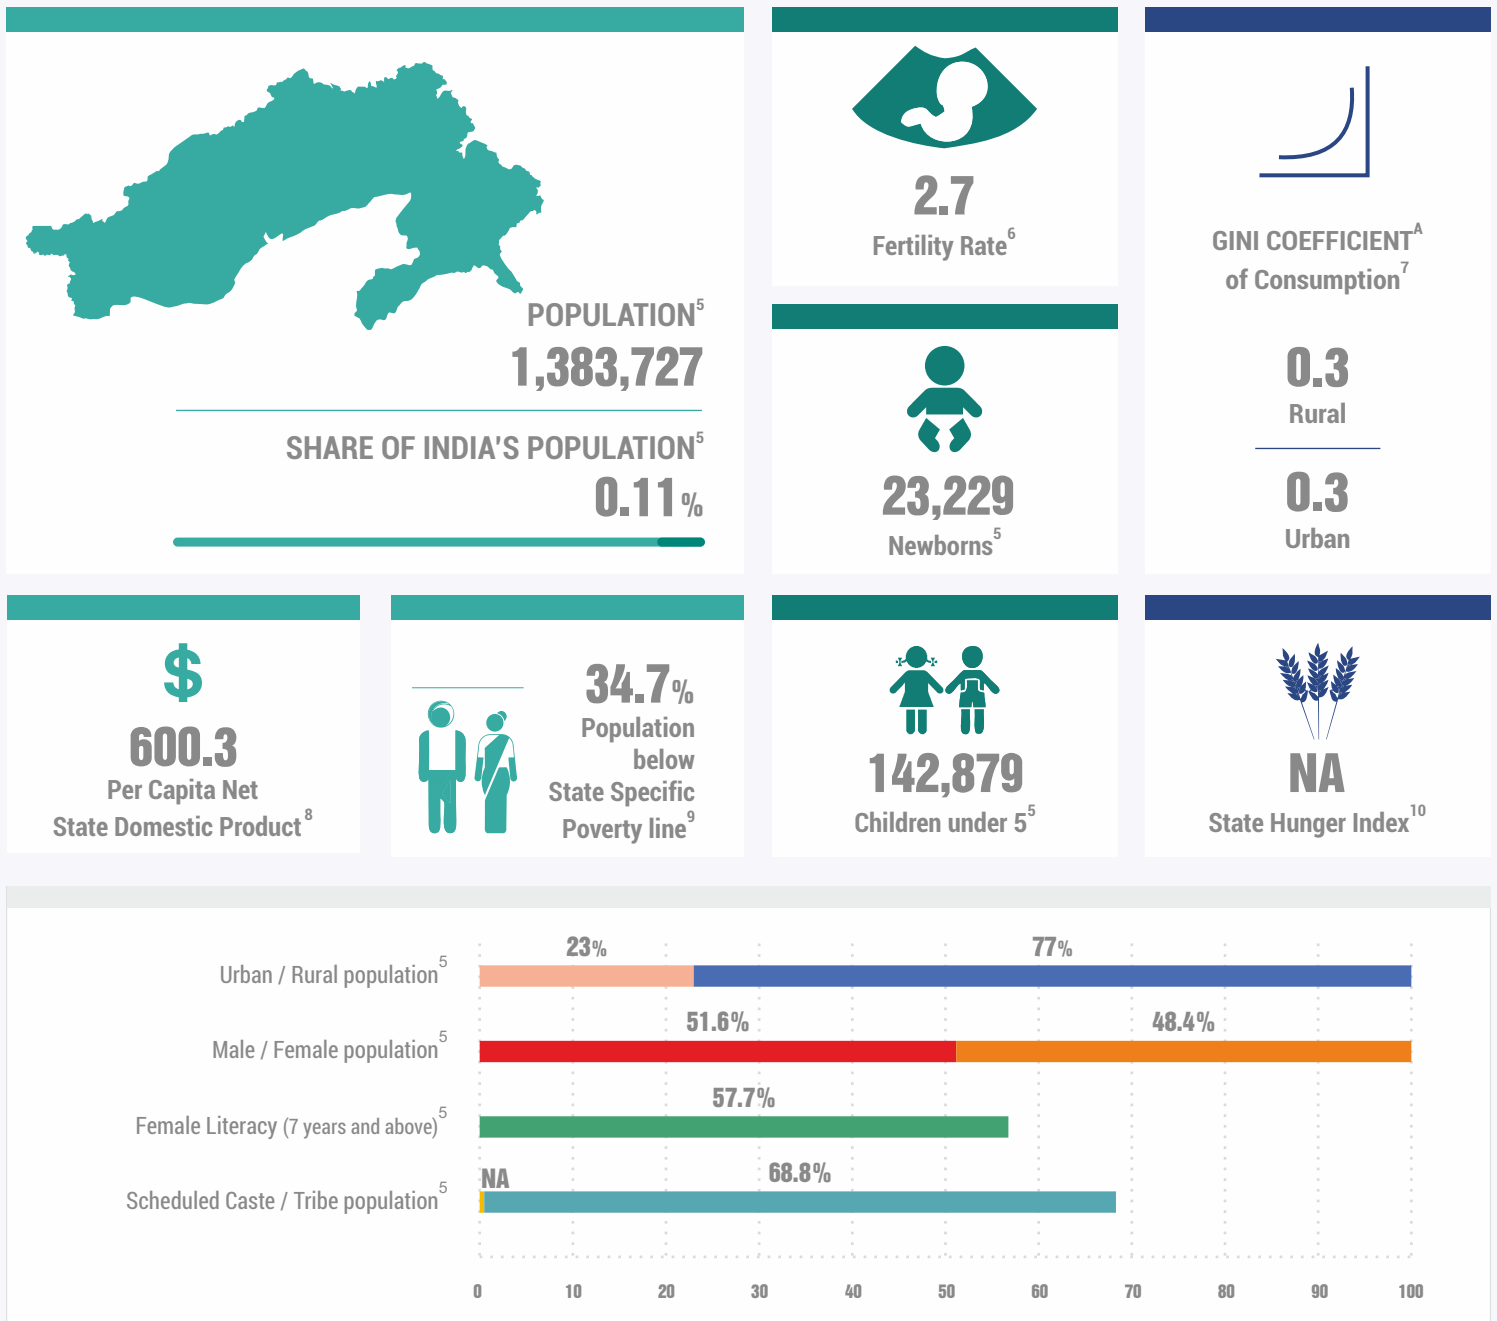 POPULATION5
1,383,727
SHARE OF INDIA'S POPULATION5
0.11%
2.7
Fertility Rate6
23,229
Newborns5
GINI COEFFICIENTA
of Consumption7
0.3
Rural
0.3
Urban
$
600.3
Per Capita Net
State Domestic Product8
34.7%
Population
below
State Specific
Poverty line9
142,879
Children under 55
NA
State Hunger Index10
23% 77%
Urban / Rural population5
51.6% 48.4%
Male / Female population5
57.7%
Female Literacy (7 years and above)5
NA 68.8%
Scheduled Caste / Tribe population5
0 10 20 30 40 50 60 70 80 90 100